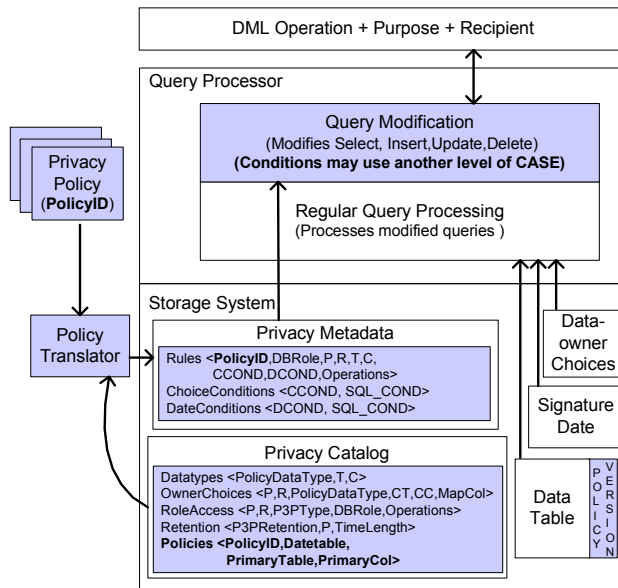 DML Operation + Purpose + Recipient
Query Processor
Query Modification
(Modifies Select, Insert,Update,Delete)
(Conditions may use another level of CASE)
Privacy
Policy
(PolicyID)
Regular Query Processing
(Processes modified queries )
Storage System
Policy
Translator
Privacy Metadata
Rules <PolicyID,DBRole,P,R,T,C,
CCOND,DCOND,Operations>
ChoiceConditions <CCOND, SQL_COND>
DateConditions <DCOND, SQL_COND>
Data-
owner
Choices
Signature
Date
Privacy Catalog
Datatypes <PolicyDataType,T,C>
OwnerChoices <P,R,PolicyDataType,CT,CC,MapCol>
RoleAccess <P,R,P3PType,DBRole,Operations>
Retention <P3PRetention,P,TimeLength>
Policies <PolicyID,Datetable,
PrimaryTable,PrimaryCol>
Data
Table
POLICY
VERSION